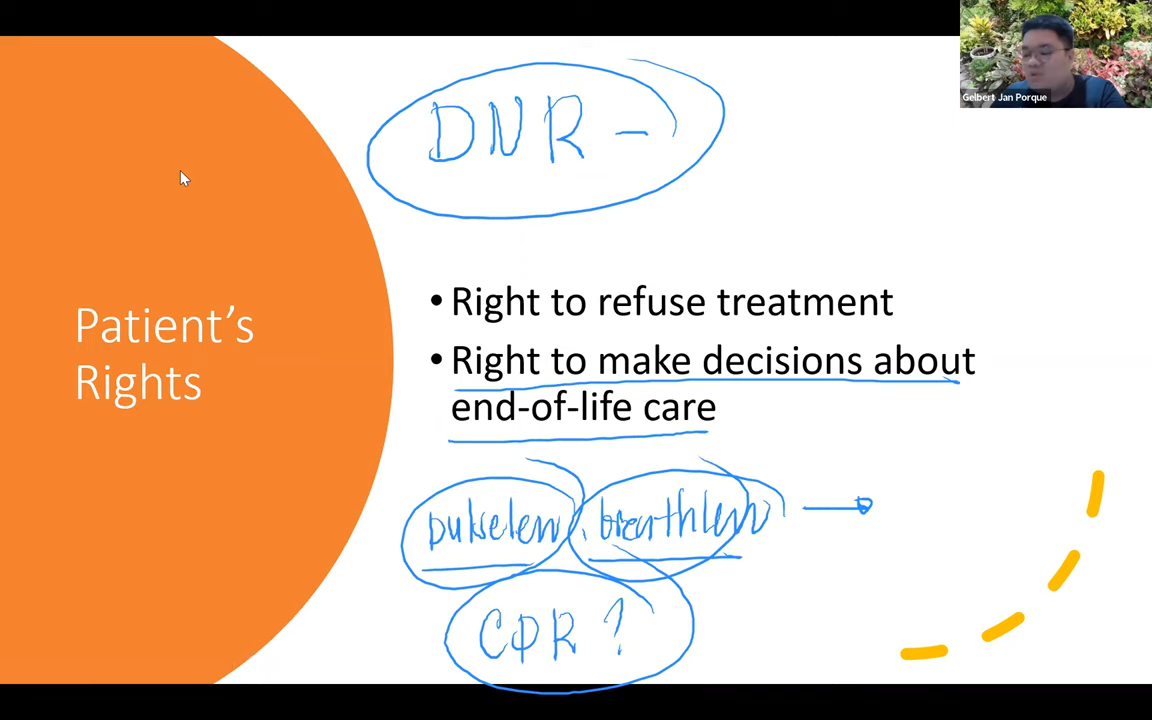 Gelbert Jan Porque
DNR -
Patient's
Rights
• Right to refuse treatment
• Right to make decisions about
end-of-life care
pulseless, breathless →
CPR ?